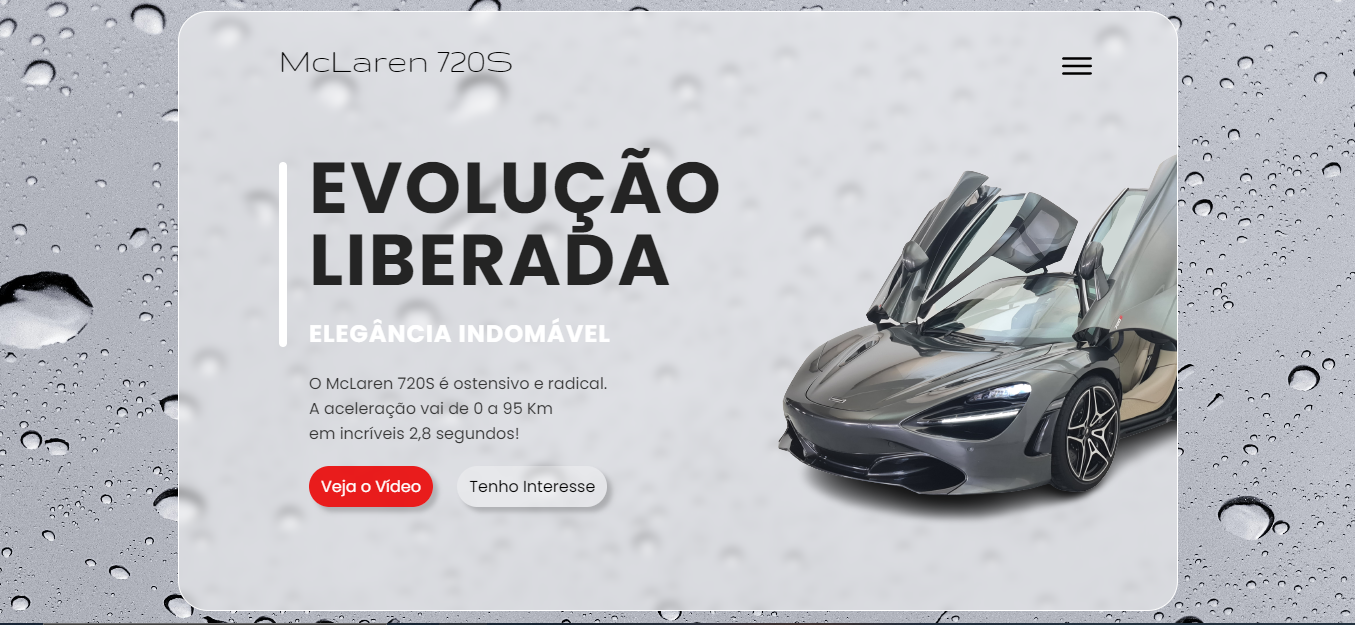 McLaren 720S
EVOLUÇÃO
LIBERADA
ELEGÂNCIA INDOMÁVEL
O McLaren 720S é ostensivo e radical.
A aceleração vai de 0 a 95 Km
em incríveis 2,8 segundos!
Veja o Vídeo
Tenho Interesse